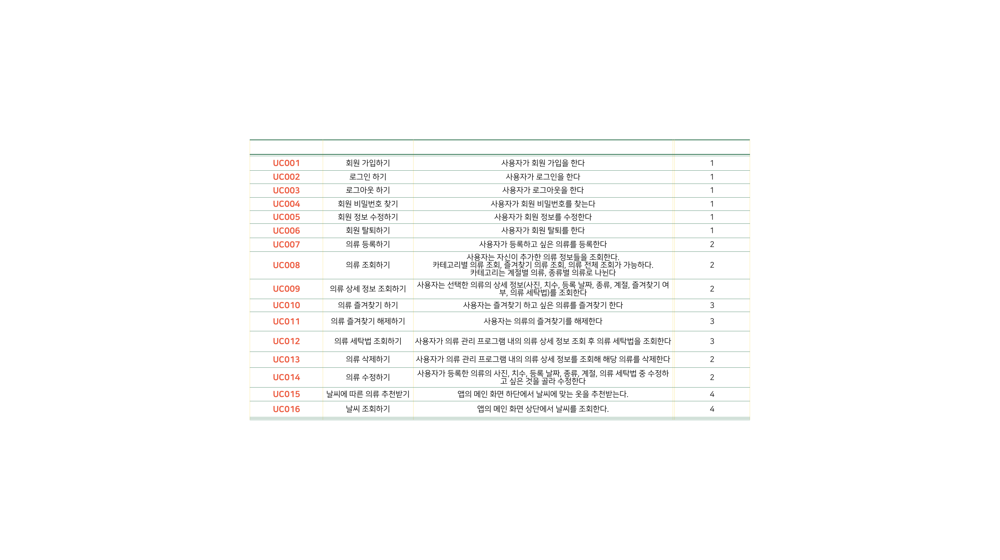 UC001 회원 가입하기 사용자가 회원 가입을 한다 1
UC002 로그인 하기 사용자가 로그인을 한다 1
UC003 로그아웃 하기 사용자가 로그아웃을 한다 1
UC004 회원 비밀번호 찾기 사용자가 회원 비밀번호를 찾는다 1
UC005 회원 정보 수정하기 사용자가 회원 정보를 수정한다 1
UC006 회원 탈퇴하기 사용자가 회원 탈퇴를 한다 1
UC007 의류 등록하기 사용자가 등록하고 싶은 의류를 등록한다 2
사용자는 자신이 추가한 의류 정보들을 조회한다.
UC008 의류 조회하기 카테고리별 의류 조회, 즐겨찾기 의류 조회, 의류 전체 조회가 가능하다. 2
카테고리는 계절별 의류, 종류별 의류로 나뉜다
UC009 의류 상세 정보 조회하기 사용자는 선택한 의류의 상세 정보(사진, 치수, 등록 날짜, 종류, 계절, 즐겨찾기 여 2
부, 의류 세탁법)를 조회한다
UC010 의류 즐겨찾기 하기 사용자는 즐겨찾기 하고 싶은 의류를 즐겨찾기 한다 3
UC011 의류 즐겨찾기 해제하기 사용자는 의류의 즐겨찾기를 해제한다 3
UC012 의류 세탁법 조회하기 사용자가 의류 관리 프로그램 내의 의류 상세 정보 조회 후 의류 세탁법을 조회한다 3
UC013 의류 삭제하기 사용자가 의류 관리 프로그램 내의 의류 상세 정보를 조회해 해당 의류를 삭제한다 2
UC014 의류 수정하기 사용자가 등록한 의류의 사진, 치수, 등록 날짜, 종류, 계절, 의류 세탁법 중 수정하 2
고 싶은 것을 골라 수정한다
UC015 날씨에 따른 의류 추천받기 앱의 메인 화면 하단에서 날씨에 맞는 옷을 추천받는다. 4
UC016 날씨 조회하기 앱의 메인 화면 상단에서 날씨를 조회한다. 4